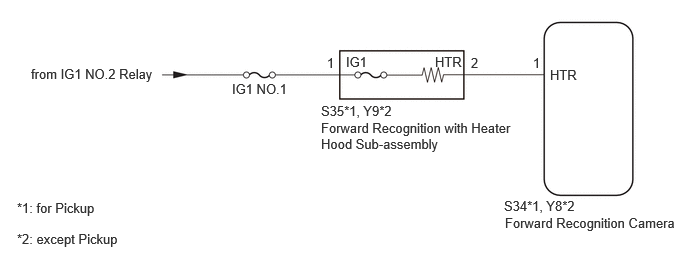 from IG1 NO.2 Relay
IG1 NO.1
1
IG1
HTR
2
S35*1, Y9*2
Forward Recognition with Heater
Hood Sub-assembly
1
HTR
S34*1, Y8*2
Forward Recognition Camera
*1: for Pickup
*2: except Pickup